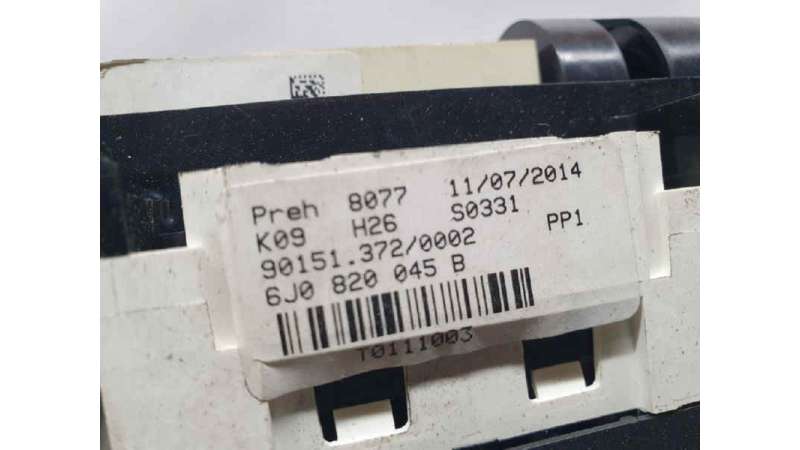 Preh 8077 11/07/2014
K09 H26 S0331
90151.372/0002 PP1
6J0 820 045 B
T0111003